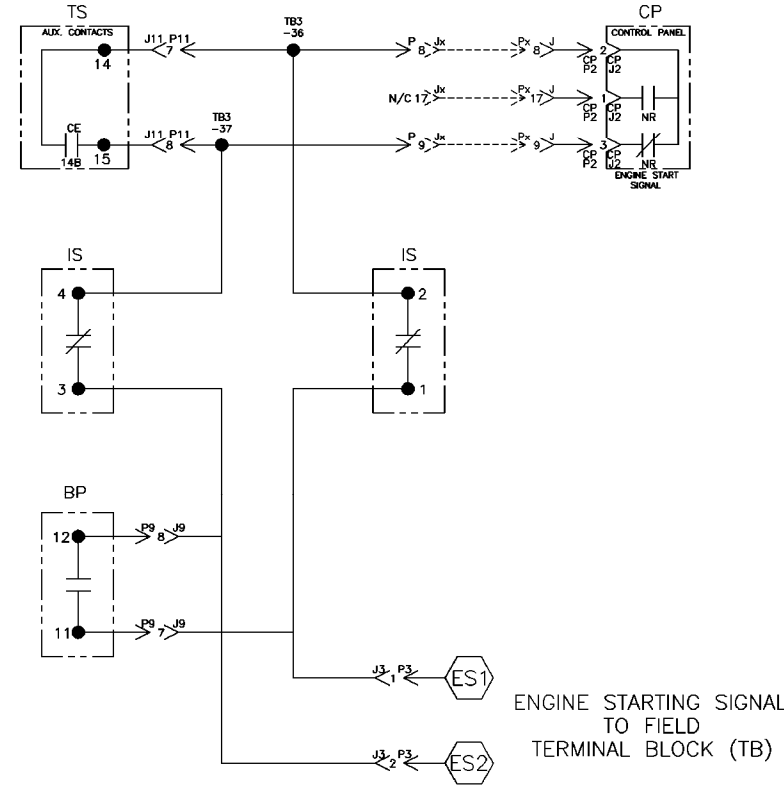 TS
AUX. CONTACTS
14
J11 P11
7
TB3
-36
P
8
Jx
Px
8
J
CP
CONTROL PANEL
2
CP
P2
CP
J2
N/C 17
Jx
Px
17
J
1
CP
P2
CP
J2
NR
CE
14B
15
J11 P11
8
TB3
-37
P
9
Jx
Px
9
J
3
CP
P2
CP
J2
NR
ENGINE START
SIGNAL
IS
4
3
IS
2
1
BP
12
P9
8
J9
11
P9
7
J9
J3
1
P3
ES1
J3
2
P3
ES2
ENGINE STARTING SIGNAL
TO FIELD
TERMINAL BLOCK (TB)